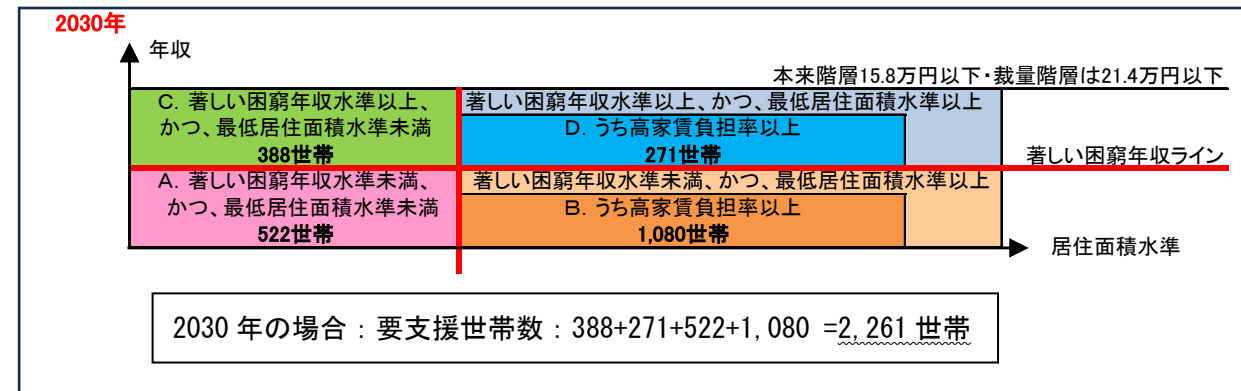 2030年
年収
本来階層15.8万円以下・裁量階層は21.4万円以下
C. 著しい困窮年収水準以上、
かつ、最低居住面積水準未満
388世帯
著しい困窮年収水準以上、かつ、最低居住面積水準以上
D. うち高家賃負担率以上
271世帯
著しい困窮年収ライン
A. 著しい困窮年収水準未満、
かつ、最低居住面積水準未満
522世帯
著しい困窮年収水準未満、かつ、最低居住面積水準以上
B. うち高家賃負担率以上
1,080世帯
居住面積水準
2030 年の場合：要支援世帯数：388+271+522+1,080 =2,261 世帯